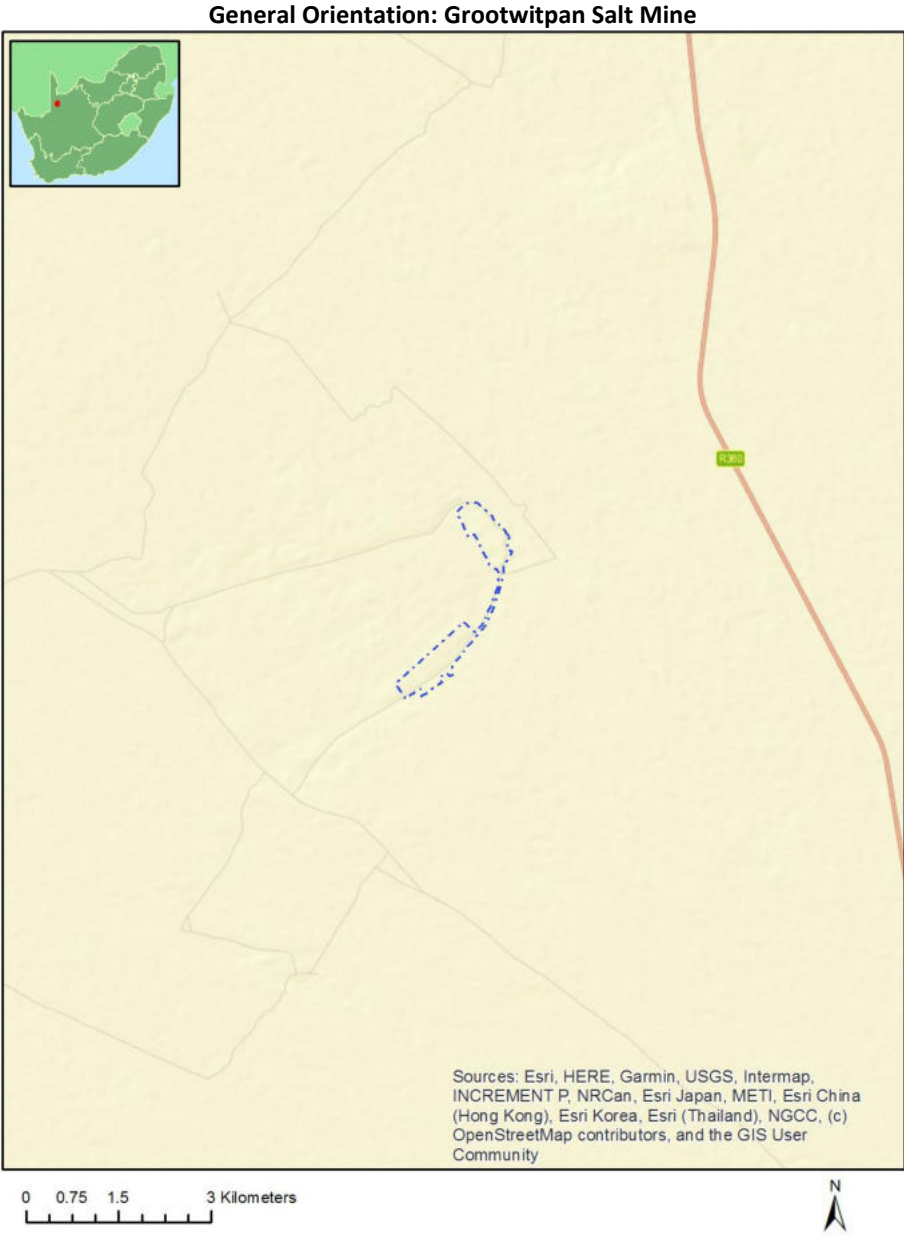 General Orientation: Grootwitpan Salt Mine
R360
Sources: Esri, HERE, Garmin, USGS, Intermap,
INCREMENT P, NRCan, Esri Japan, METI, Esri China
(Hong Kong), Esri Korea, Esri (Thailand), NGCC, (c)
OpenStreetMap contributors, and the GIS User
Community
0 0.75 1.5 3 Kilometers
N